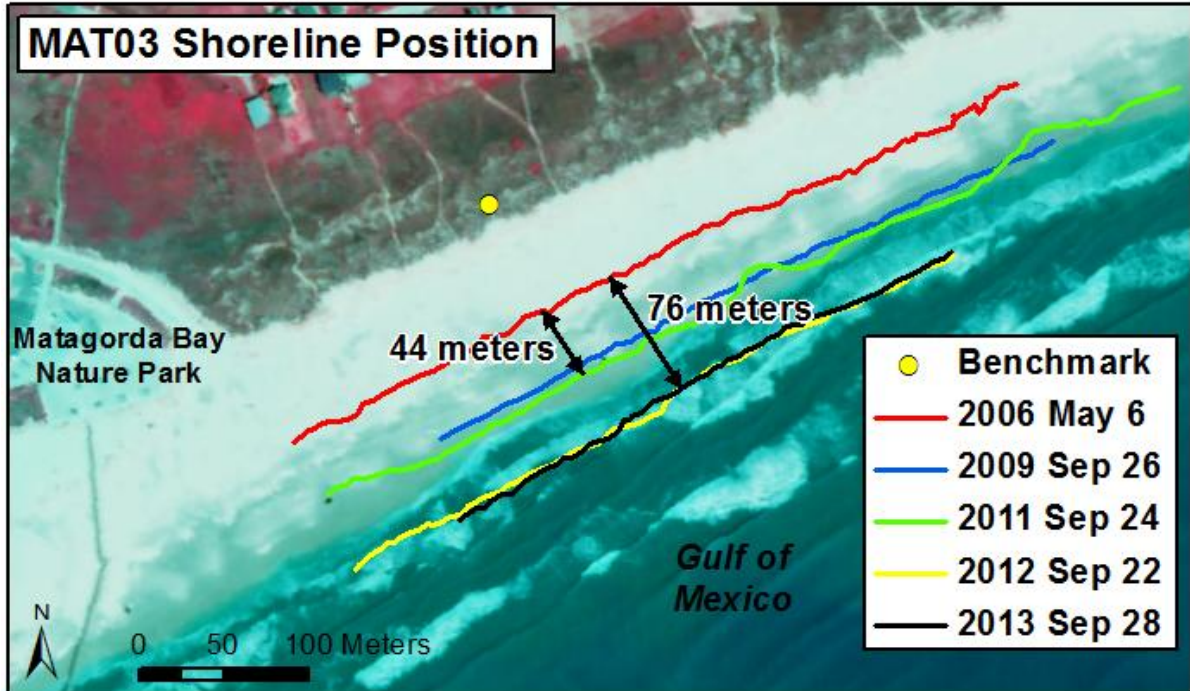 MAT03 Shoreline Position
76 meters
44 meters
Matagorda Bay
Nature Park
Benchmark
2006 May 6
2009 Sep 26
2011 Sep 24
2012 Sep 22
2013 Sep 28
Gulf of
Mexico
N
0 50 100 Meters